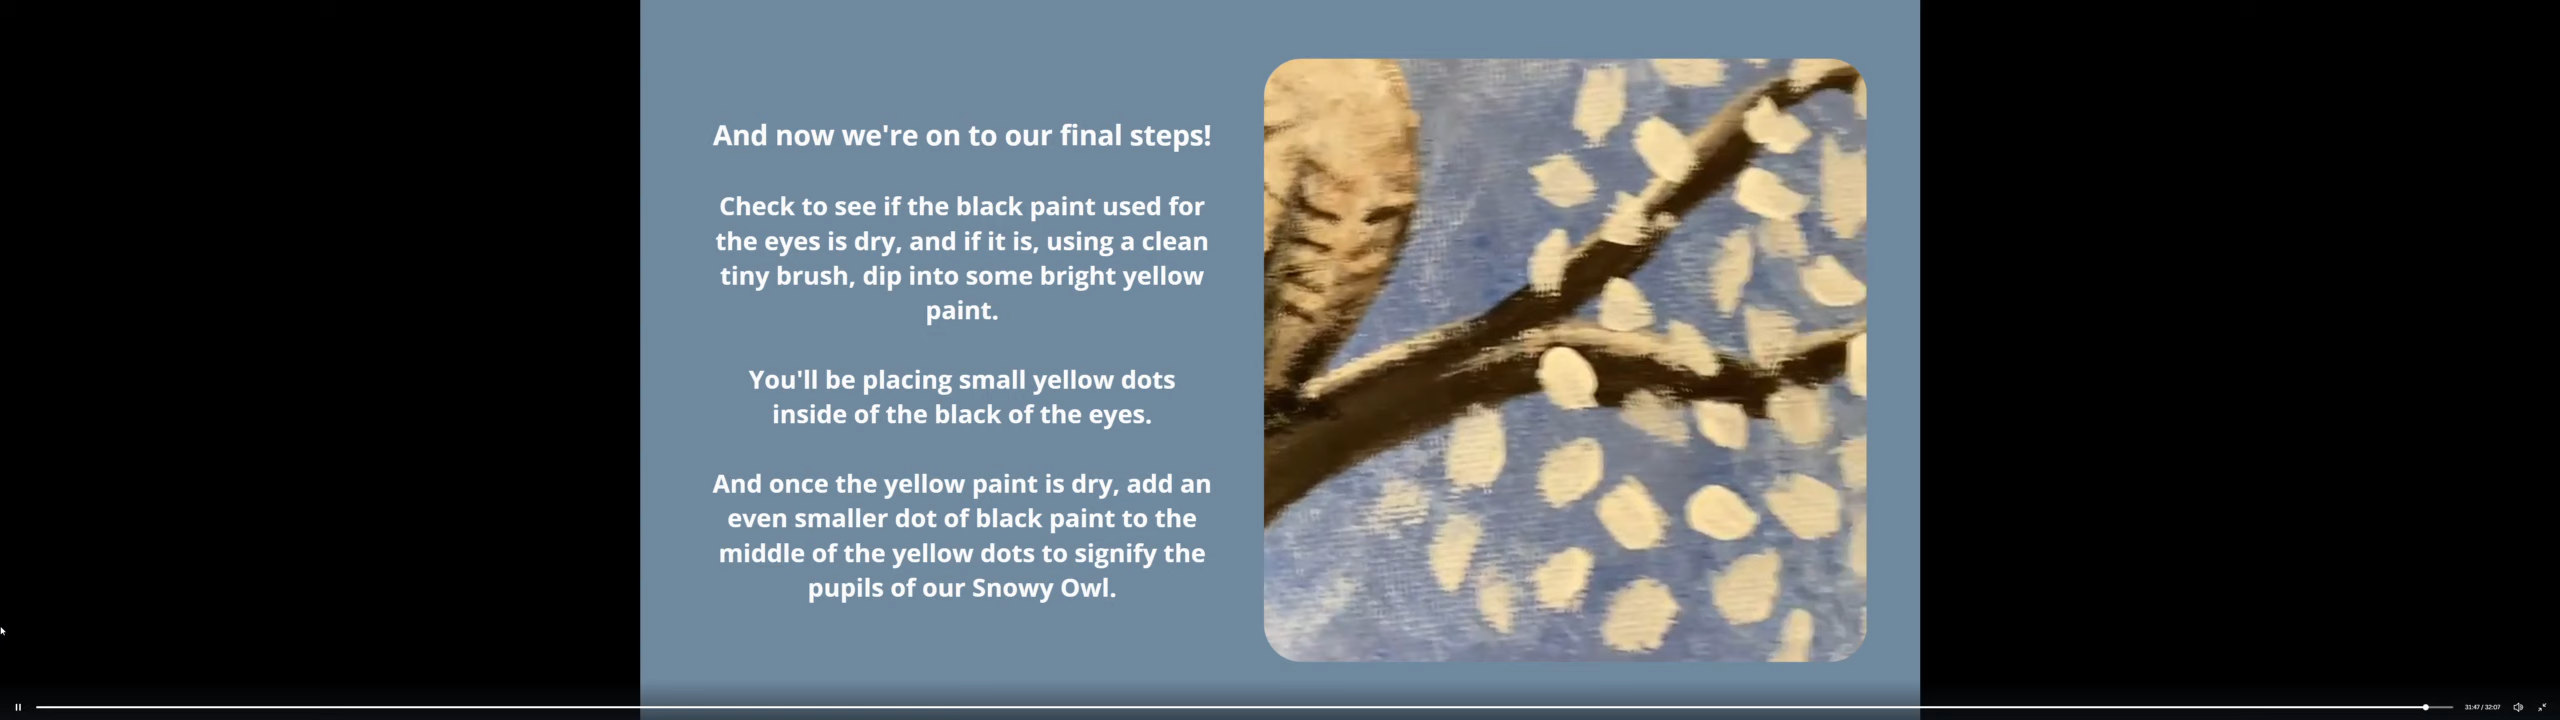 And now we're on to our final steps!
Check to see if the black paint used for
the eyes is dry, and if it is, using a clean
tiny brush, dip into some bright yellow
paint.
You'll be placing small yellow dots
inside of the black of the eyes.
And once the yellow paint is dry, add an
even smaller dot of black paint to the
middle of the yellow dots to signify the
pupils of our Snowy Owl.
31:47 / 32:07